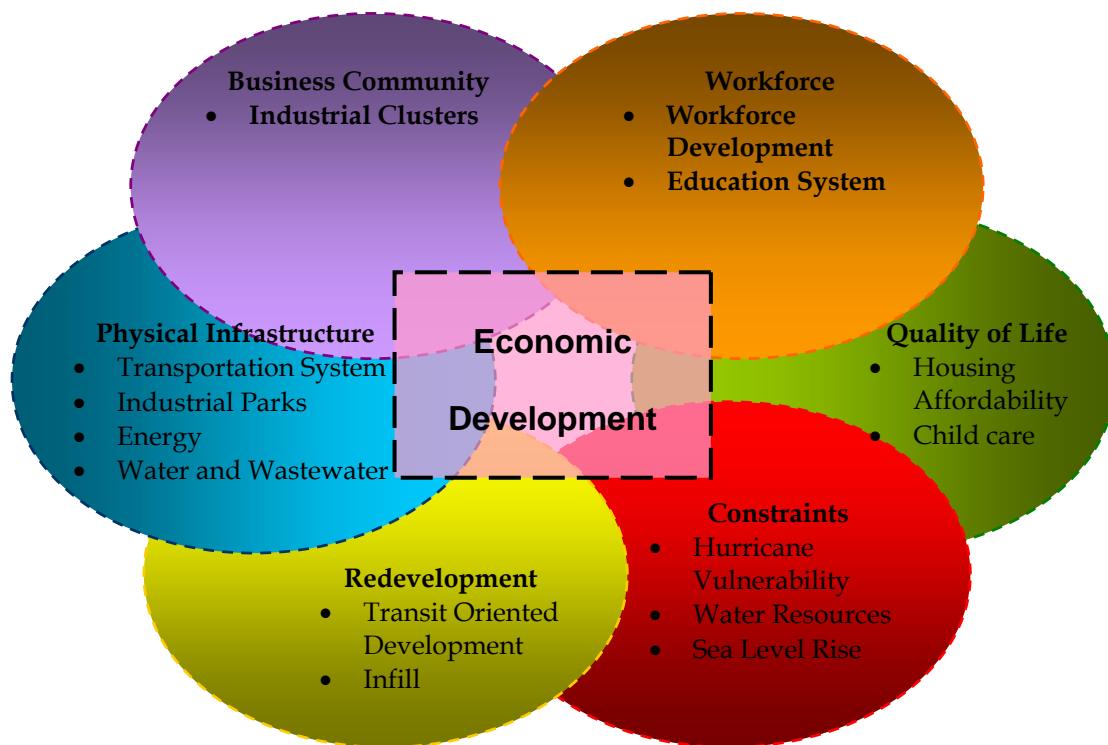 Business Community
• Industrial Clusters
Workforce
• Workforce
Development
• Education System
Physical Infrastructure
• Transportation System
• Industrial Parks
• Energy
• Water and Wastewater
Economic
Development
Quality of Life
• Housing
Affordability
• Child care
Redevelopment
• Transit Oriented
Development
• Infill
Constraints
• Hurricane
Vulnerability
• Water Resources
• Sea Level Rise